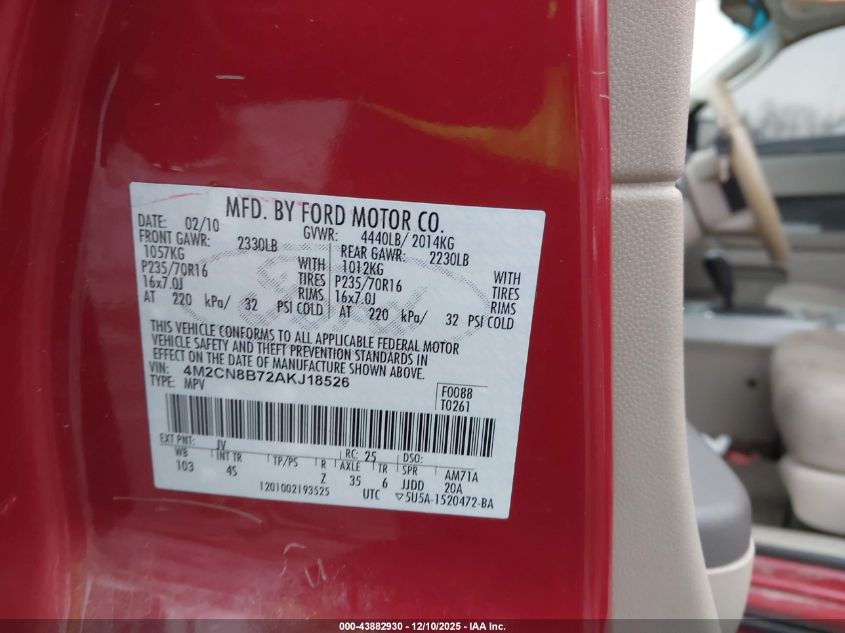 MFD. BY FORD MOTOR CO.
DATE: 02/10 GVWR: 4440LB/ 2014KG
FRONT GAWR: 2330LB REAR GAWR: 2230LB
1057KG WITH 1012KG WITH
P235/70R16 TIRES P235/70R16 TIRES
16x7.0J RIMS 16x7.0J RIMS
AT 220 kPa/ 32 PSI COLD AT 220 kPa/ 32 PSI COLD
Ford
THIS VEHICLE CONFORMS TO ALL APPLICABLE FEDERAL MOTOR
VEHICLE SAFETY AND THEFT PREVENTION STANDARDS IN
EFFECT ON THE DATE OF MANUFACTURE SHOWN ABOVE.
VIN: 4M2CN8B72AKJ18526
TYPE: MPV
F0088
T0261
EXT PNT: JV RC: 25 DSO:
WB INT TR TP/PS R AXLE TR SPR AM71A
103 45 Z 35 6 JJDD 20A
1201002193525 UTC ▽5U5A-1520472-BA
000-43882930 - 12/10/2025 - IAA Inc.